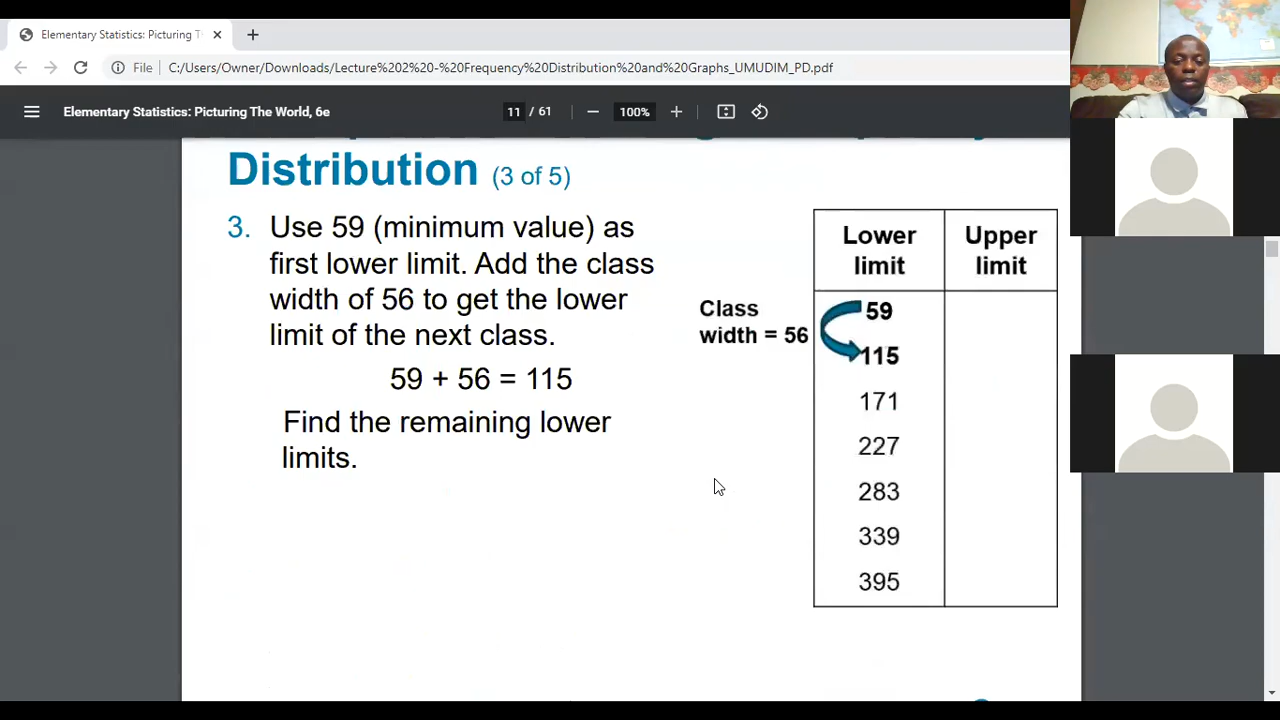 Elementary Statistics: Picturing T
File
C:/Users/Owner/Downloads/Lecture%202%20-%20Frequency%20Distribution%20and%20Graphs_UMUDIM_PD.pdf
Elementary Statistics: Picturing The World, 6e
11 / 61
100%
Distribution (3 of 5)
3. Use 59 (minimum value) as
first lower limit. Add the class
width of 56 to get the lower
limit of the next class.
59 + 56 = 115
Find the remaining lower
limits.
Class
width = 56
Lower
limit
Upper
limit
59
115
171
227
283
339
395